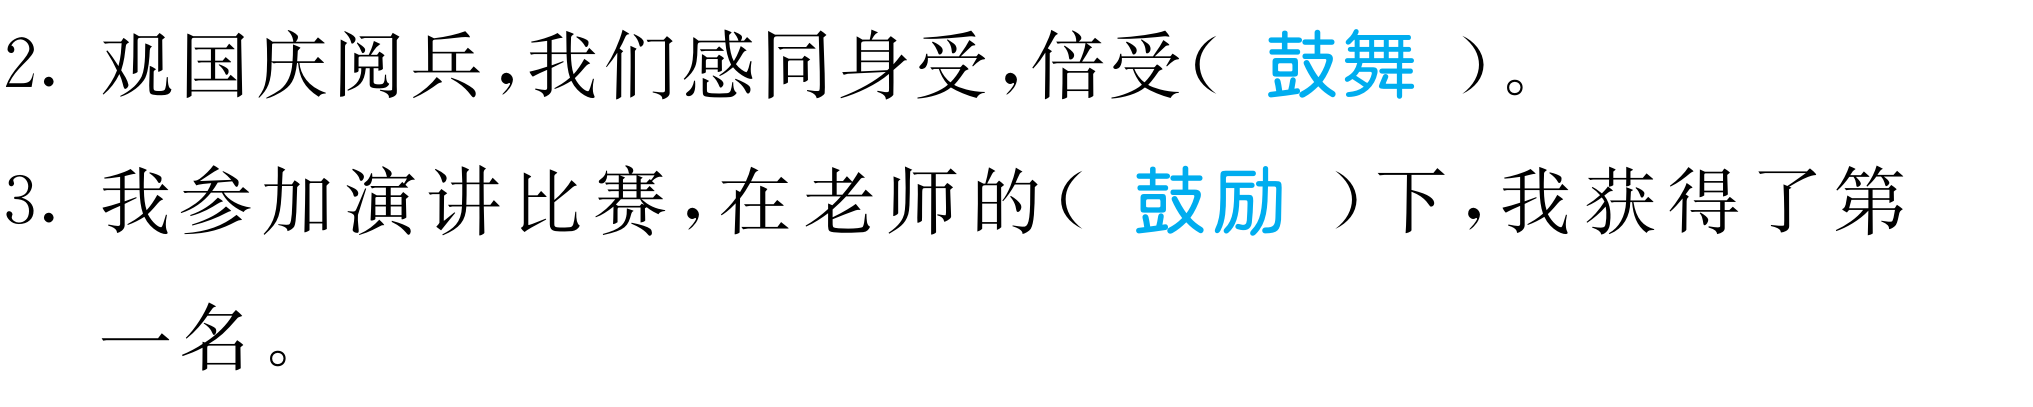 2. 观国庆阅兵,我们感同身受,倍受( 鼓舞 )。
3. 我参加演讲比赛,在老师的( 鼓励 )下,我获得了第
一名。